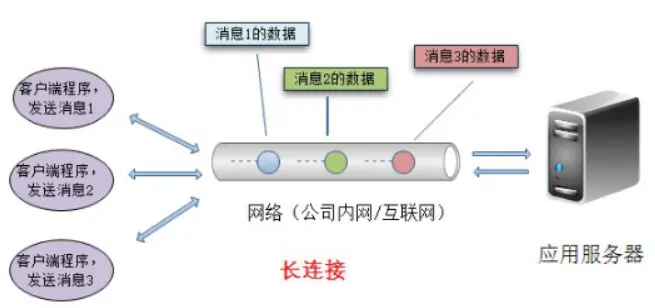 消息1的数据
消息2的数据
消息3的数据
客户端程序，
发送消息1
客户端程序，
发送消息2
客户端程序，
发送消息3
网络（公司内网/互联网）
长连接
应用服务器